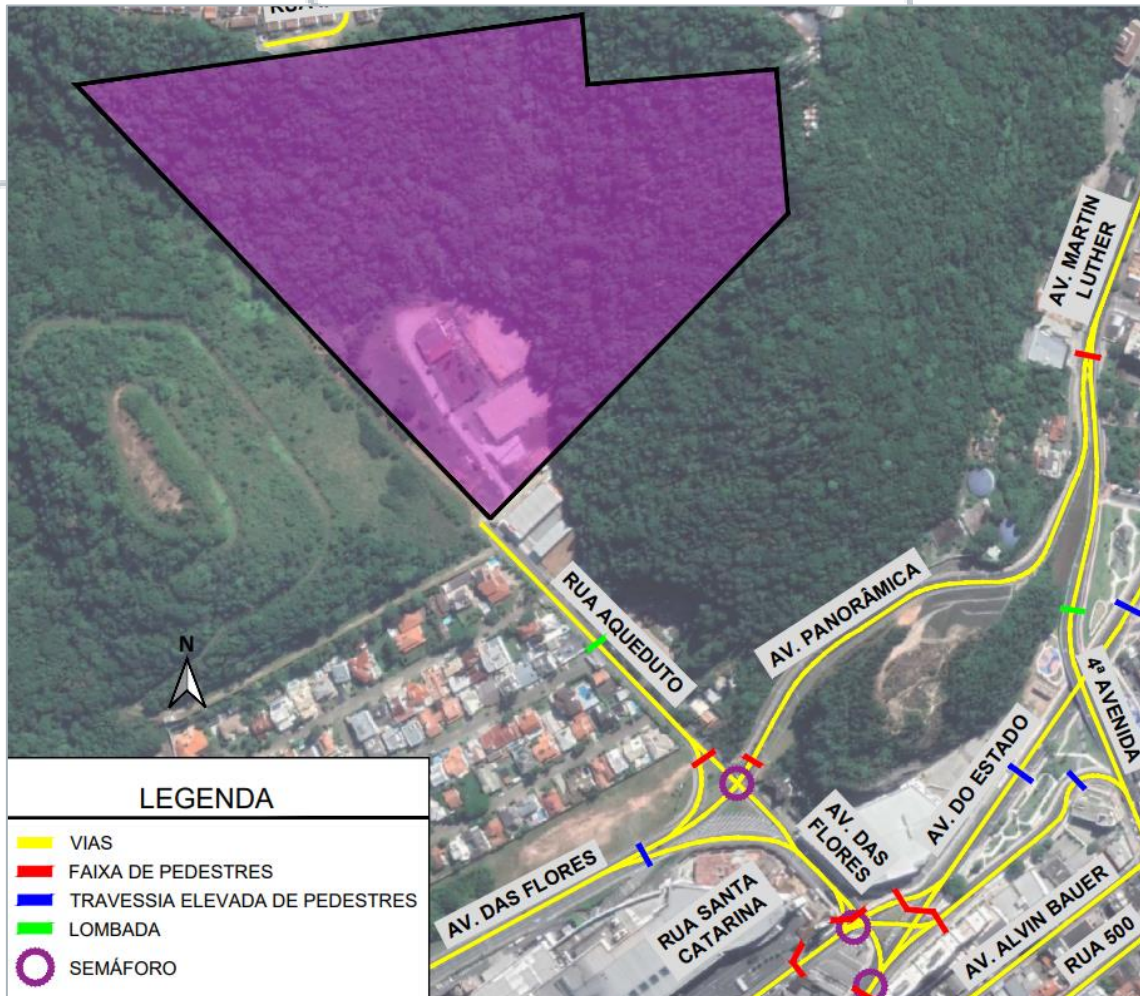 AV. MARTIN
LUTHER
RUA AQUEDUTO
AV. PANORÂMICA
N
4ª AVENIDA
AV. DO ESTADO
AV. DAS
FLORES
AV. DAS FLORES
RUA SANTA
CATARINA
AV. ALVIN BAUER
RUA 500
LEGENDA
VIAS
FAIXA DE PEDESTRES
TRAVESSIA ELEVADA DE PEDESTRES
LOMBADA
SEMÁFORO